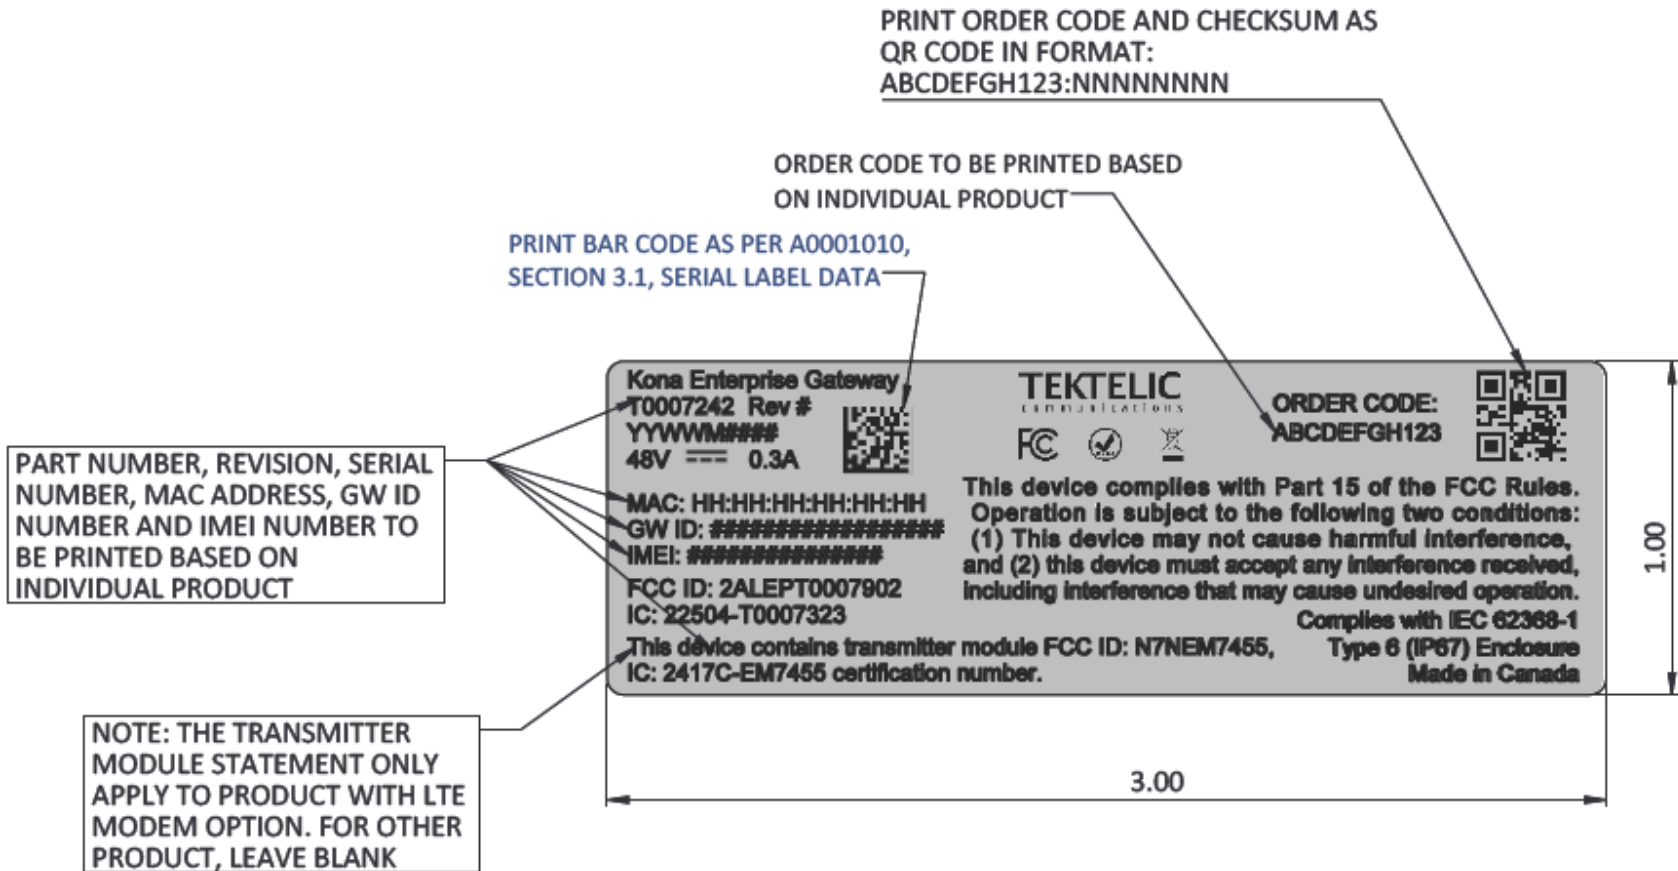 PRINT ORDER CODE AND CHECKSUM AS
QR CODE IN FORMAT:
ABCDEFGH123:NNNNNNNN
ORDER CODE TO BE PRINTED BASED
ON INDIVIDUAL PRODUCT
PRINT BAR CODE AS PER A0001010,
SECTION 3.1, SERIAL LABEL DATA
PART NUMBER, REVISION, SERIAL
NUMBER, MAC ADDRESS, GW ID
NUMBER AND IMEI NUMBER TO
BE PRINTED BASED ON
INDIVIDUAL PRODUCT
NOTE: THE TRANSMITTER
MODULE STATEMENT ONLY
APPLY TO PRODUCT WITH LTE
MODEM OPTION. FOR OTHER
PRODUCT, LEAVE BLANK
Kona Enterprise Gateway
T0007242 Rev #
YYWWM####
48V 0.3A
MAC: HH:HH:HH:HH:HH:HH
GW ID: ##################
IMEI: ###############
FCC ID: 2ALEPT0007902
IC: 22504-T0007323
This device contains transmitter module FCC ID: N7NEM7455,
IC: 2417C-EM7455 certification number.
TEKTELIC
communications
FC
ORDER CODE:
ABCDEFGH123
This device complies with Part 15 of the FCC Rules.
Operation is subject to the following two conditions:
(1) This device may not cause harmful interference,
and (2) this device must accept any interference received,
including interference that may cause undesired operation.
Complies with IEC 62368-1
Type 6 (IP67) Enclosure
Made in Canada
1.00
3.00